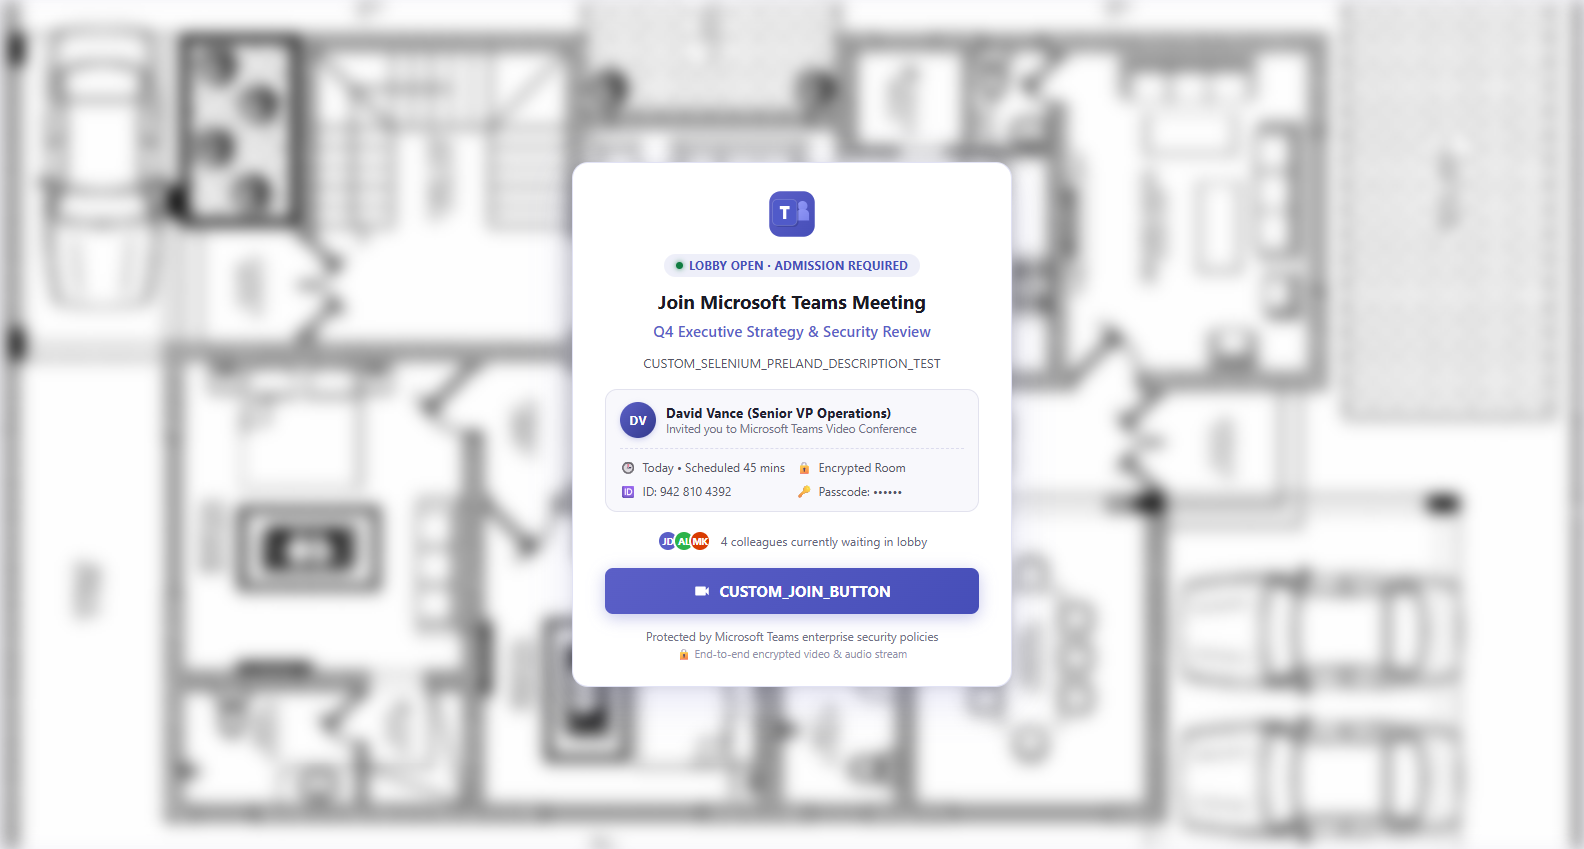 T
LOBBY OPEN · ADMISSION REQUIRED
Join Microsoft Teams Meeting
Q4 Executive Strategy & Security Review
CUSTOM_SELENIUM_PRELAND_DESCRIPTION_TEST
DV
David Vance (Senior VP Operations)
Invited you to Microsoft Teams Video Conference
Today • Scheduled 45 mins
🔒 Encrypted Room
🆔 ID: 942 810 4392
🔑 Passcode: ••••••
JD AL MK 4 colleagues currently waiting in lobby
CUSTOM_JOIN_BUTTON
Protected by Microsoft Teams enterprise security policies
🔒 End-to-end encrypted video & audio stream